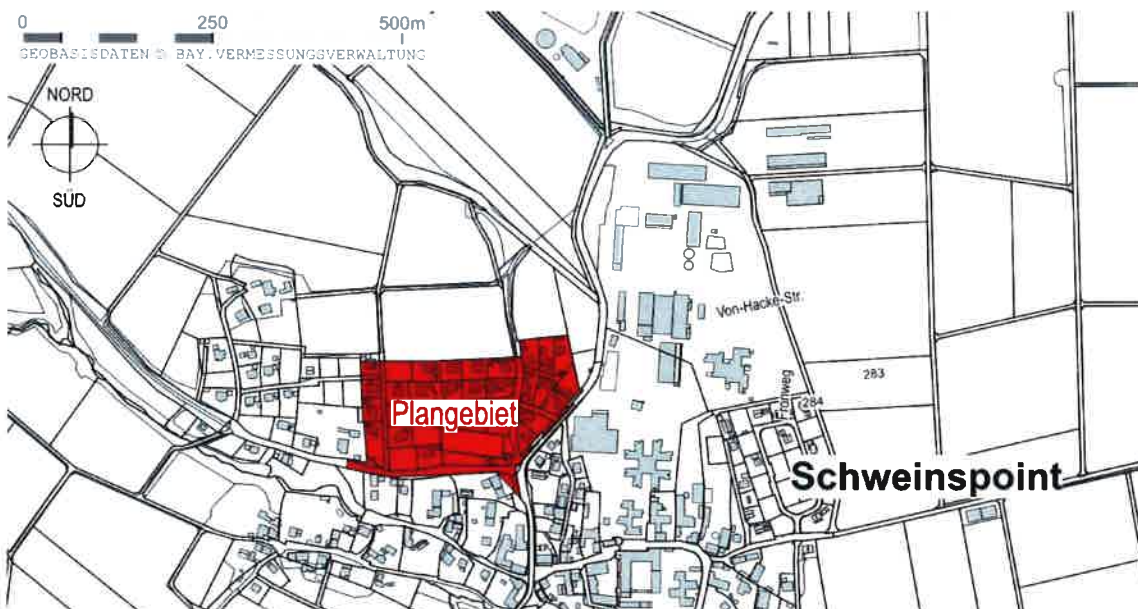 0 250 500m
GEOBASISDATEN © BAY.VERMESSUNGSVERWALTUNG
NORD
SÜD
Von-Hacke-Str.
283
284
Plangebiet
Schweinspoint